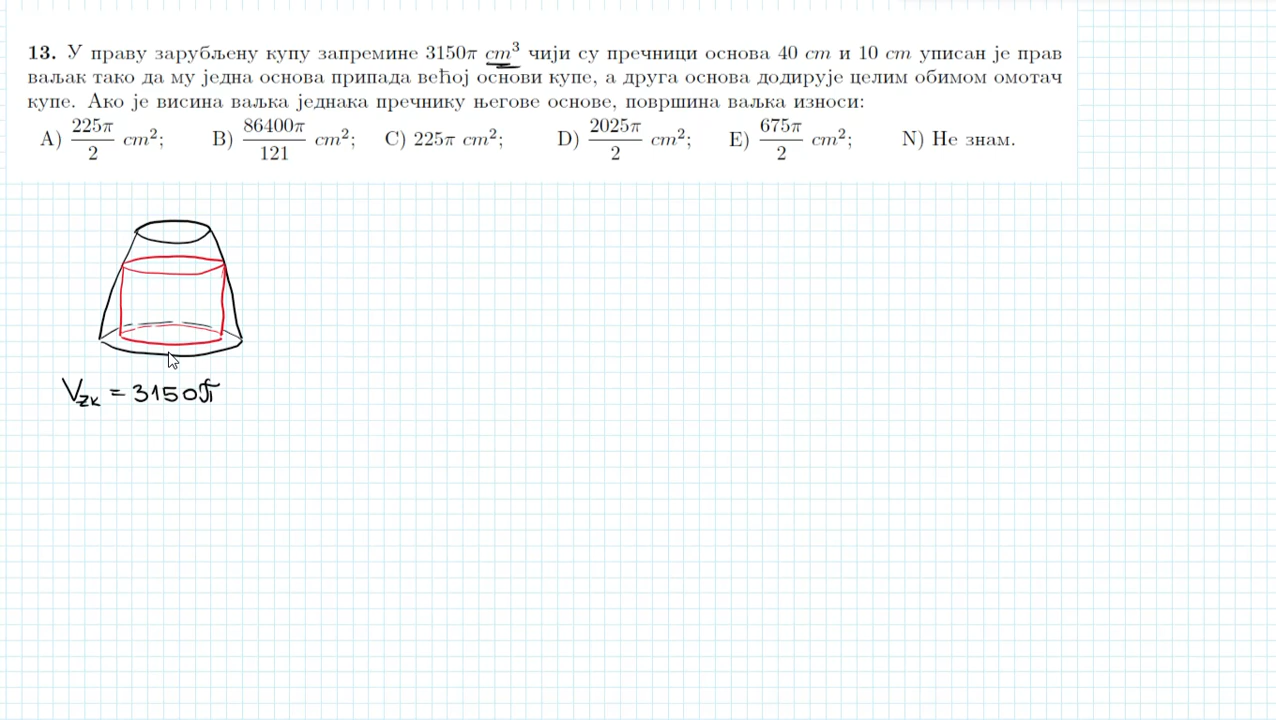 13. У праву зарубљену купу запремине 3150π cm³ чији су пречници основа 40 cm и 10 cm уписан је прав
ваљак тако да му једна основа припада већој основи купе, а друга основа додирује целим обимом омотач
купе. Ако је висина ваљка једнака пречнику његове основе, површина ваљка износи:
A) 225π/2 cm²; B) 86400π/121 cm²; C) 225π cm²; D) 2025π/2 cm²; E) 675π/2 cm²; N) Не знам.
V_zk = 3150π